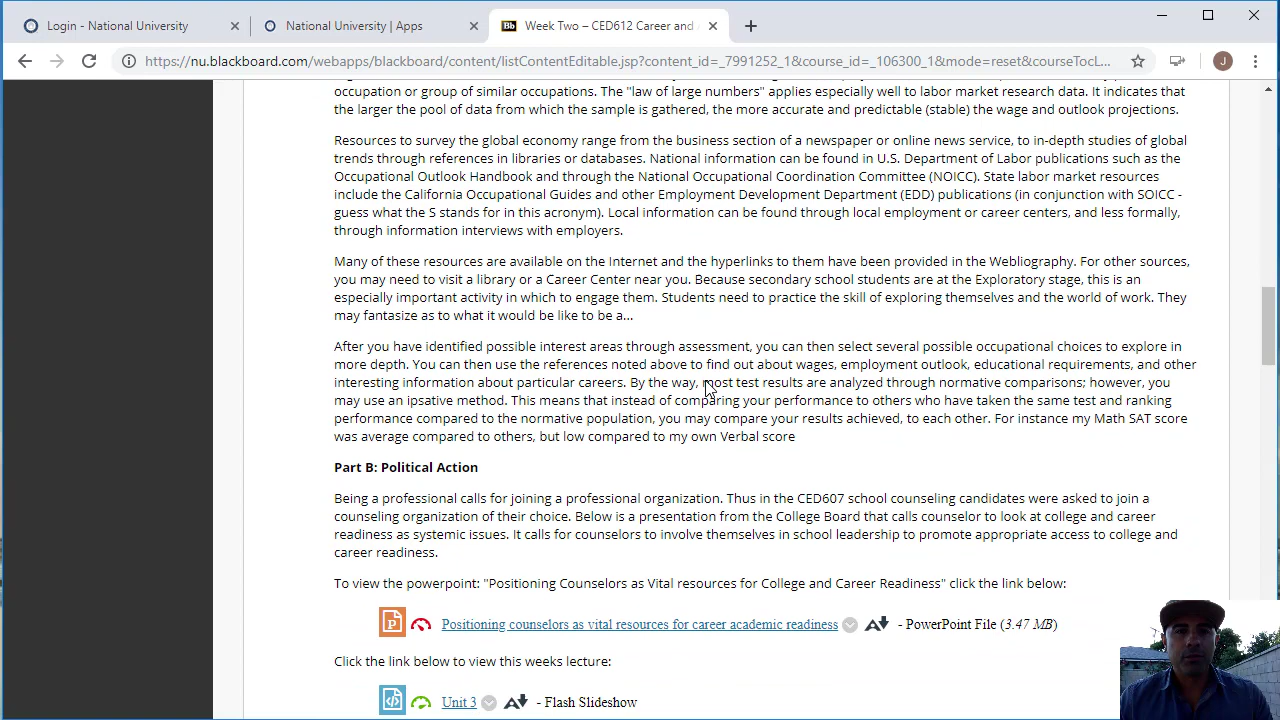 Login - National University
National University | Apps
Bb Week Two – CED612 Career and
https://nu.blackboard.com/webapps/blackboard/content/listContentEditable.jsp?content_id=_7991252_1&course_id=_106300_1&mode=reset&courseTocL...
J
occupation or group of similar occupations. The "law of large numbers" applies especially well to labor market research data. It indicates that
the larger the pool of data from which the sample is gathered, the more accurate and predictable (stable) the wage and outlook projections.
Resources to survey the global economy range from the business section of a newspaper or online news service, to in-depth studies of global
trends through references in libraries or databases. National information can be found in U.S. Department of Labor publications such as the
Occupational Outlook Handbook and through the National Occupational Coordination Committee (NOICC). State labor market resources
include the California Occupational Guides and other Employment Development Department (EDD) publications (in conjunction with SOICC -
guess what the S stands for in this acronym). Local information can be found through local employment or career centers, and less formally,
through information interviews with employers.
Many of these resources are available on the Internet and the hyperlinks to them have been provided in the Webliography. For other sources,
you may need to visit a library or a Career Center near you. Because secondary school students are at the Exploratory stage, this is an
especially important activity in which to engage them. Students need to practice the skill of exploring themselves and the world of work. They
may fantasize as to what it would be like to be a...
After you have identified possible interest areas through assessment, you can then select several possible occupational choices to explore in
more depth. You can then use the references noted above to find out about wages, employment outlook, educational requirements, and other
interesting information about particular careers. By the way, most test results are analyzed through normative comparisons; however, you
may use an ipsative method. This means that instead of comparing your performance to others who have taken the same test and ranking
performance compared to the normative population, you may compare your results achieved, to each other. For instance my Math SAT score
was average compared to others, but low compared to my own Verbal score
Part B: Political Action
Being a professional calls for joining a professional organization. Thus in the CED607 school counseling candidates were asked to join a
counseling organization of their choice. Below is a presentation from the College Board that calls counselor to look at college and career
readiness as systemic issues. It calls for counselors to involve themselves in school leadership to promote appropriate access to college and
career readiness.
To view the powerpoint: "Positioning Counselors as Vital resources for College and Career Readiness" click the link below:
Positioning counselors as vital resources for career academic readiness - PowerPoint File (3.47 MB)
Click the link below to view this weeks lecture:
Unit 3 - Flash Slideshow